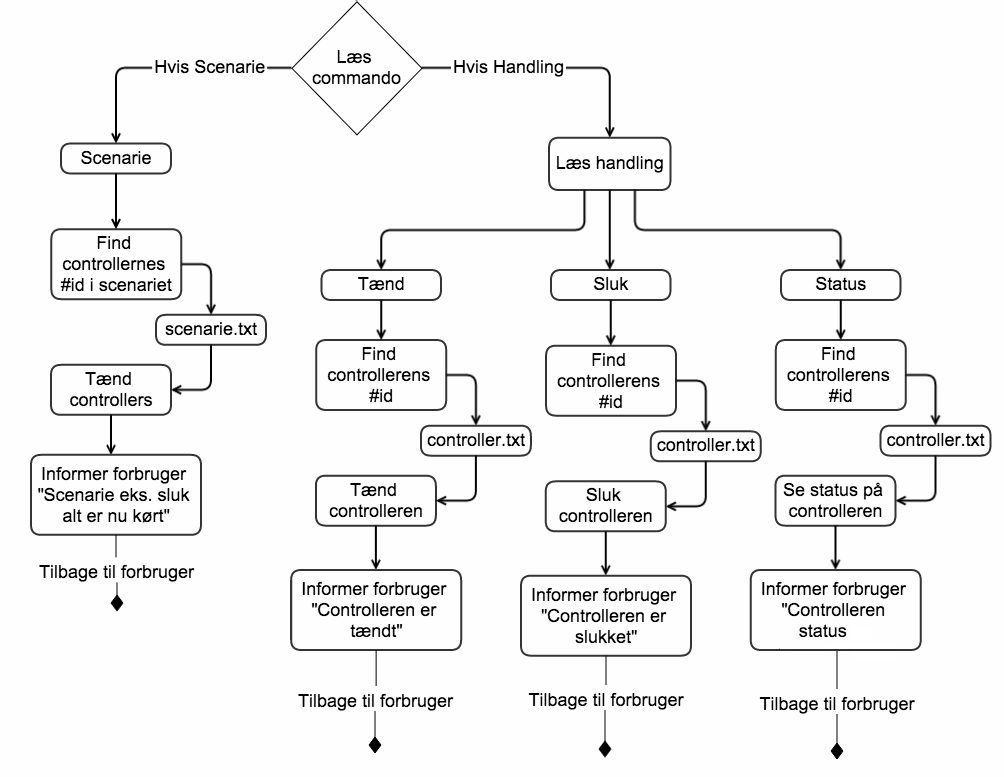 Læs
commando
Hvis Scenarie
Hvis Handling
Scenarie
Find
controllernes
#id i scenariet
scenarie.txt
Tænd
controllers
Informer forbruger
"Scenarie eks. sluk
alt er nu kørt"
Tilbage til forbruger
Læs handling
Tænd
Find
controllerens
#id
controller.txt
Tænd
controlleren
Informer forbruger
"Controlleren er
tændt"
Tilbage til forbruger
Sluk
Find
controllerens
#id
controller.txt
Sluk
controlleren
Informer forbruger
"Controlleren er
slukket"
Tilbage til forbruger
Status
Find
controllerens
#id
controller.txt
Se status på
controlleren
Informer forbruger
"Controlleren
status
Tilbage til forbruger